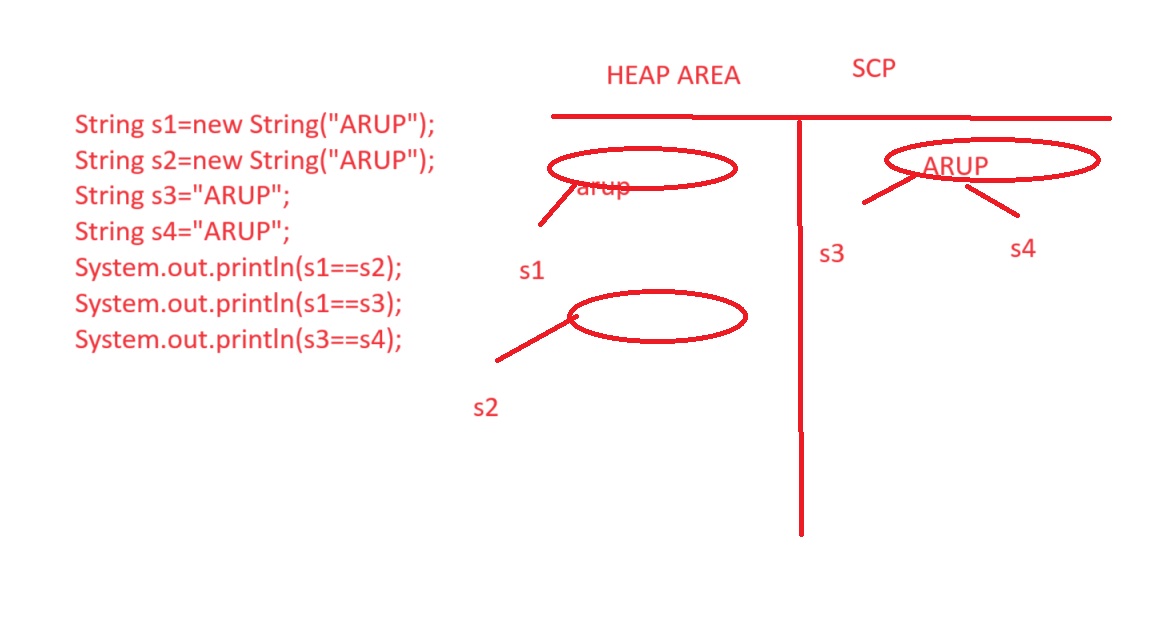 HEAP AREA
SCP
String s1=new String("ARUP");
String s2=new String("ARUP");
String s3="ARUP";
String s4="ARUP";
System.out.println(s1==s2);
System.out.println(s1==s3);
System.out.println(s3==s4);
arup
s1
s2
ARUP
s3
s4